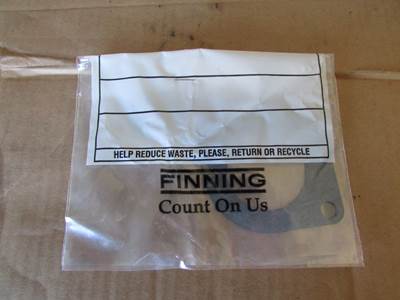 HELP REDUCE WASTE, PLEASE, RETURN OR RECYCLE
FINNING
Count On Us